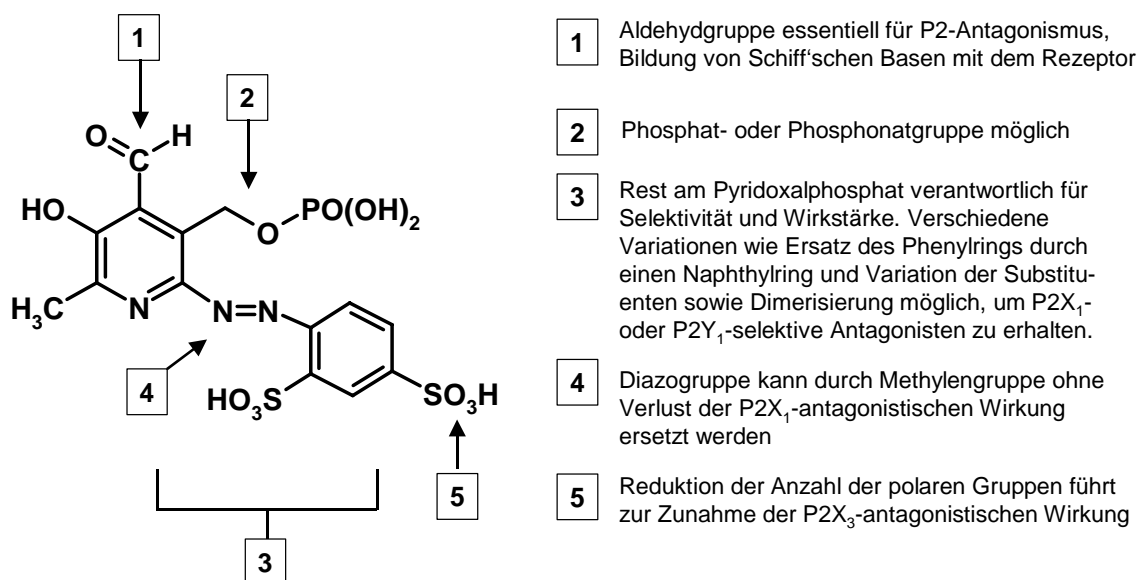 1
2
O
H
C
HO
PO(OH)2
O
H3C
N
N=N
4
HO3S
SO3H
5
3
1 Aldehydgruppe essentiell für P2-Antagonismus,
Bildung von Schiff'schen Basen mit dem Rezeptor
2 Phosphat- oder Phosphonatgruppe möglich
3 Rest am Pyridoxalphosphat verantwortlich für
Selektivität und Wirkstärke. Verschiedene
Variationen wie Ersatz des Phenylrings durch
einen Naphthylring und Variation der Substitu-
enten sowie Dimerisierung möglich, um P2X1-
oder P2Y1-selektive Antagonisten zu erhalten.
4 Diazogruppe kann durch Methylengruppe ohne
Verlust der P2X1-antagonistischen Wirkung
ersetzt werden
5 Reduktion der Anzahl der polaren Gruppen führt
zur Zunahme der P2X3-antagonistischen Wirkung